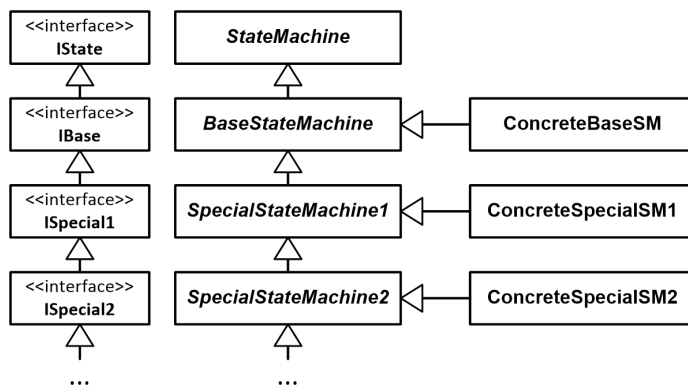 <<interface>>
IState
StateMachine
<<interface>>
IBase
BaseStateMachine
ConcreteBaseSM
<<interface>>
ISpecial1
SpecialStateMachine1
ConcreteSpecialSM1
<<interface>>
ISpecial2
SpecialStateMachine2
ConcreteSpecialSM2
...
...